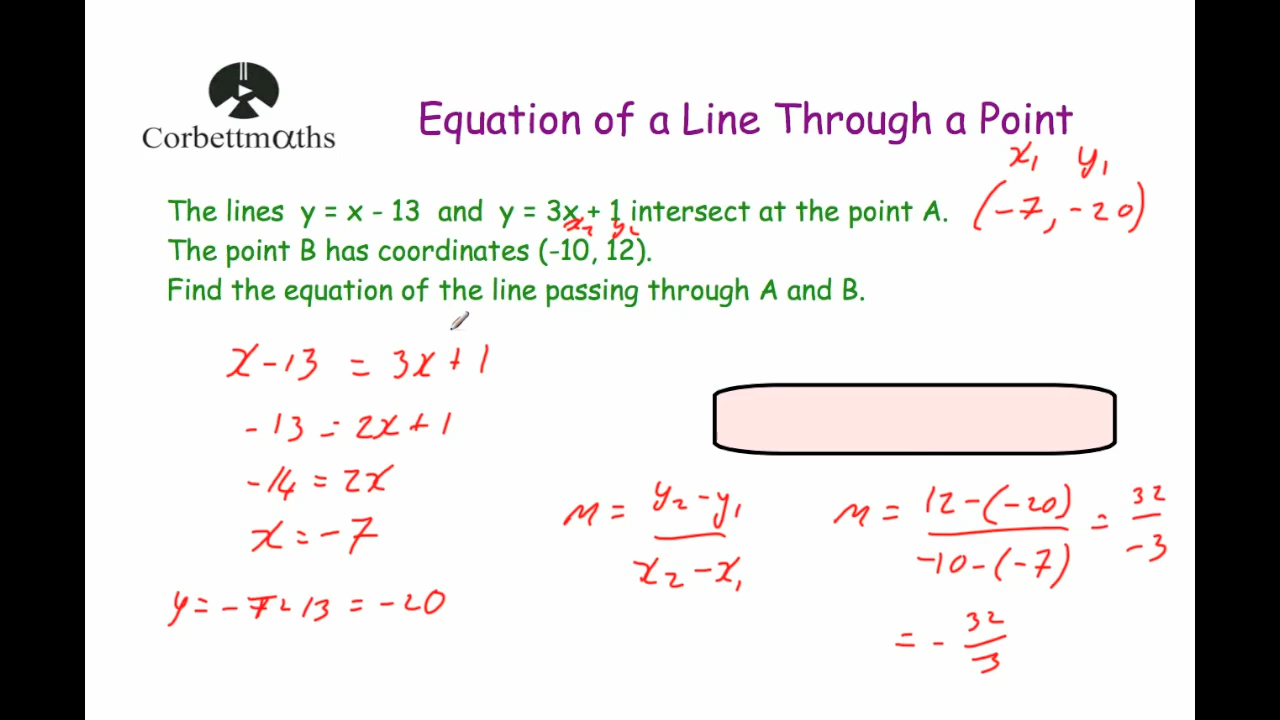 Corbettmαths
Equation of a Line Through a Point
x₁ y₁
The lines y = x - 13 and y = 3x + 1 intersect at the point A. (-7, -20)
x₂ y₂
The point B has coordinates (-10, 12).
Find the equation of the line passing through A and B.
x - 13 = 3x + 1
-13 = 2x + 1
-14 = 2x
x = -7
y = -7 - 13 = -20
m = y₂ - y₁ / x₂ - x₁
m = 12 - (-20) / -10 - (-7) = 32 / -3
= - 32 / 3